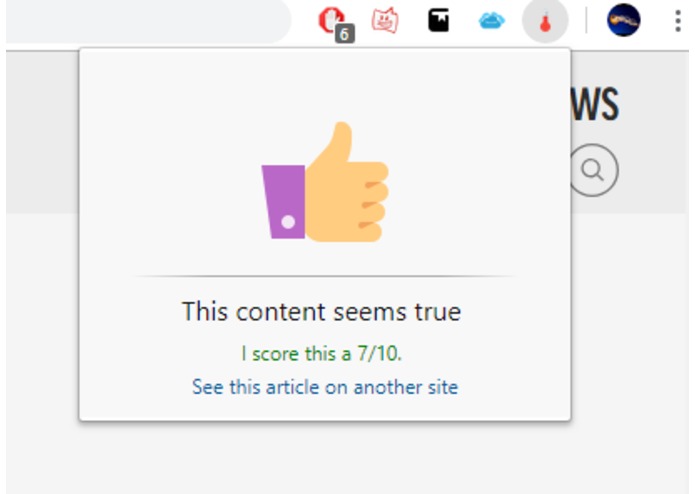 6
WS
This content seems true
I score this a 7/10.
See this article on another site